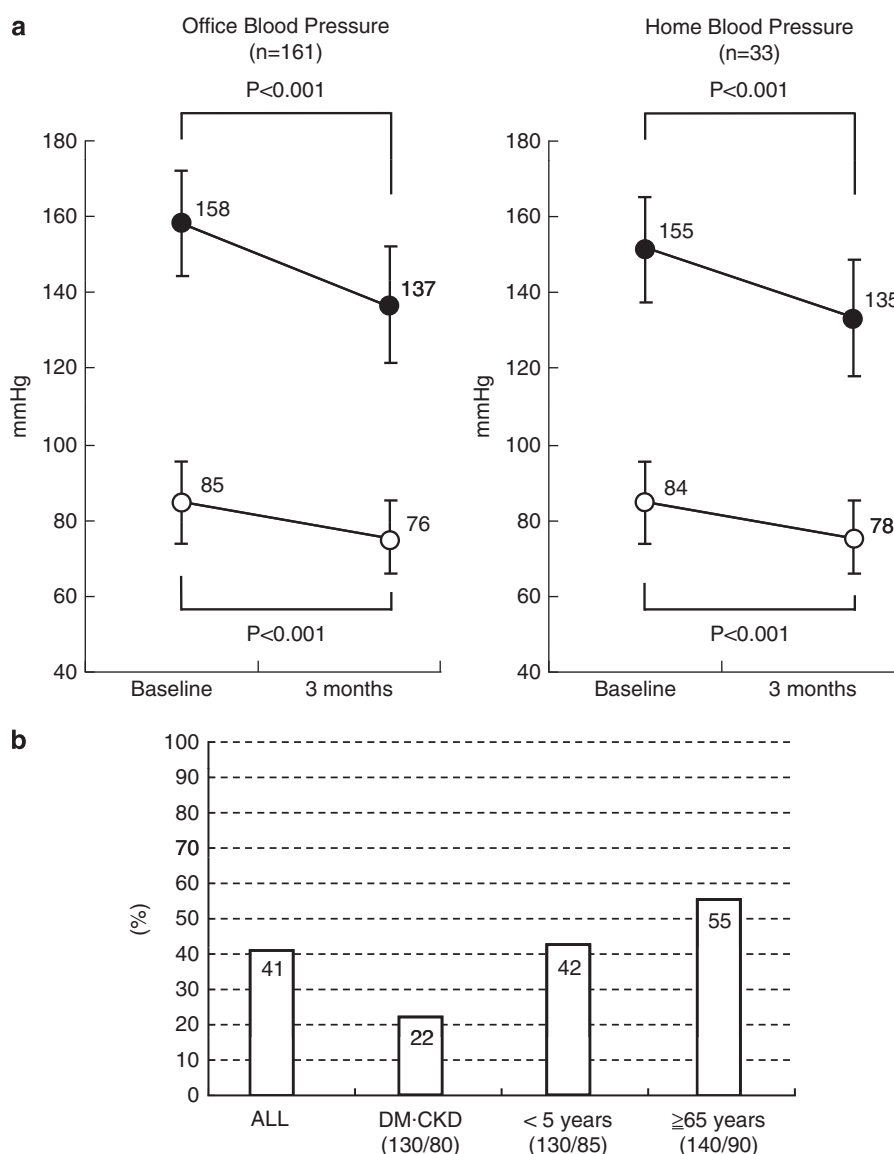 a
Office Blood Pressure
(n=161)
P<0.001
180
160
140
120
100
80
60
40
mmHg
158
137
85
76
P<0.001
Baseline
3 months
Home Blood Pressure
(n=33)
P<0.001
180
160
140
120
100
80
60
40
mmHg
155
135
84
78
P<0.001
Baseline
3 months
b
100
90
80
70
60
50
40
30
20
10
0
(%)
41
22
42
55
ALL
DM·CKD
(130/80)
< 5 years
(130/85)
≧65 years
(140/90)